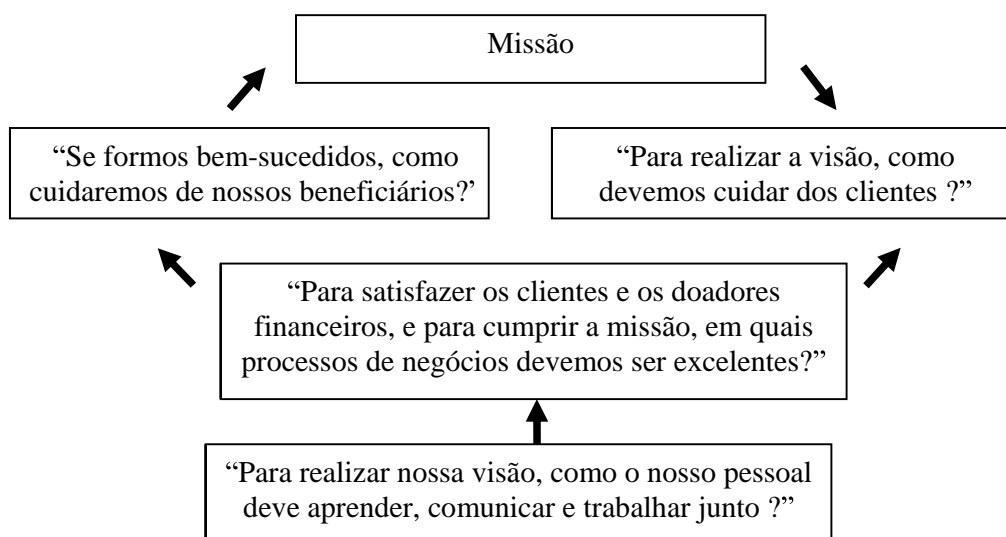 Missão
“Se formos bem-sucedidos, como
cuidaremos de nossos beneficiários?’
“Para realizar a visão, como
devemos cuidar dos clientes ?”
“Para satisfazer os clientes e os doadores
financeiros, e para cumprir a missão, em quais
processos de negócios devemos ser excelentes?”
“Para realizar nossa visão, como o nosso pessoal
deve aprender, comunicar e trabalhar junto ?”